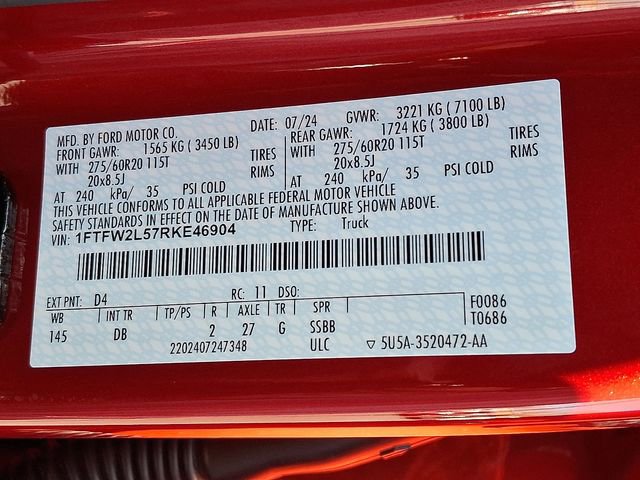 MFD. BY FORD MOTOR CO. DATE: 07/24 GVWR: 3221 KG ( 7100 LB)
FRONT GAWR: 1565 KG ( 3450 LB) REAR GAWR: 1724 KG ( 3800 LB)
WITH 275/60R20 115T TIRES WITH 275/60R20 115T TIRES
20x8.5J RIMS 20x8.5J RIMS
AT 240 kPa/ 35 PSI COLD AT 240 kPa/ 35 PSI COLD
THIS VEHICLE CONFORMS TO ALL APPLICABLE FEDERAL MOTOR VEHICLE
SAFETY STANDARDS IN EFFECT ON THE DATE OF MANUFACTURE SHOWN ABOVE.
VIN: 1FTFW2L57RKE46904 TYPE: Truck
EXT PNT: D4 RC: 11 DSO:
WB INT TR TP/PS R AXLE TR SPR F0086
145 DB 2 27 G SSBB T0686
2202407247348 ULC ▽ 5U5A-3520472-AA